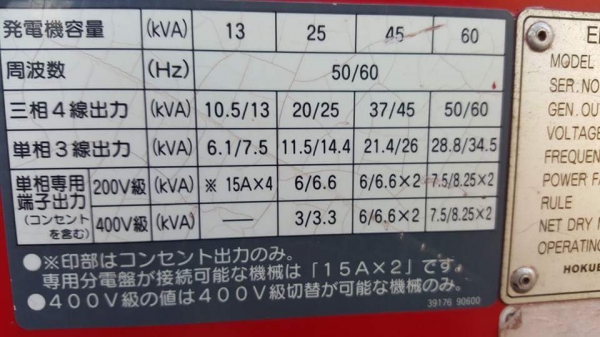 発電機容量 (kVA) 13 25 45 60
周波数 (Hz) 50/60
三相4線出力 (kVA) 10.5/13 20/25 37/45 50/60
単相3線出力 (kVA) 6.1/7.5 11.5/14.4 21.4/26 28.8/34.5
単相専用端子出力(コンセントを含む) 200V級 (kVA) ※ 15A×4 6/6.6 6/6.6×2 7.5/8.25×2
400V級 (kVA) — 3/3.3 6/6.6×2 7.5/8.25×2
●※印部はコンセント出力のみ。
専用分電盤が接続可能な機械は「15A×2」です。
●400V級の値は400V級切替が可能な機械のみ。
39176 90600
MODEL
SER.NO
GEN. OUT
VOLTAGE
FREQUEN
POWER FA
RULE
NET DRY M
OPERATING
HOKUE